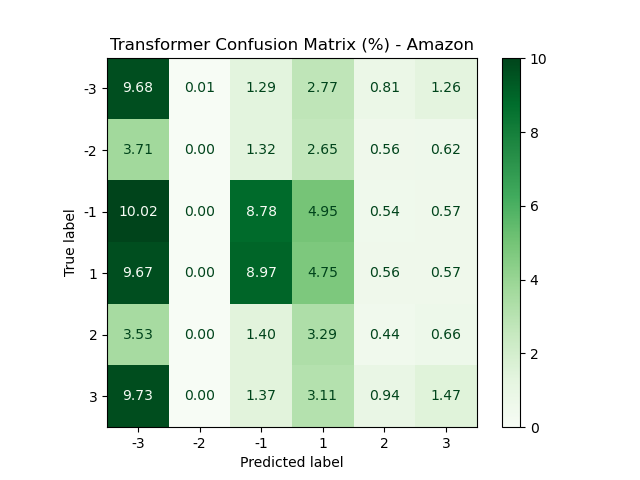 Transformer Confusion Matrix (%) - Amazon
True label
-3 9.68 0.01 1.29 2.77 0.81 1.26
-2 3.71 0.00 1.32 2.65 0.56 0.62
-1 10.02 0.00 8.78 4.95 0.54 0.57
1 9.67 0.00 8.97 4.75 0.56 0.57
2 3.53 0.00 1.40 3.29 0.44 0.66
3 9.73 0.00 1.37 3.11 0.94 1.47
-3 -2 -1 1 2 3
Predicted label
10
8
6
4
2
0